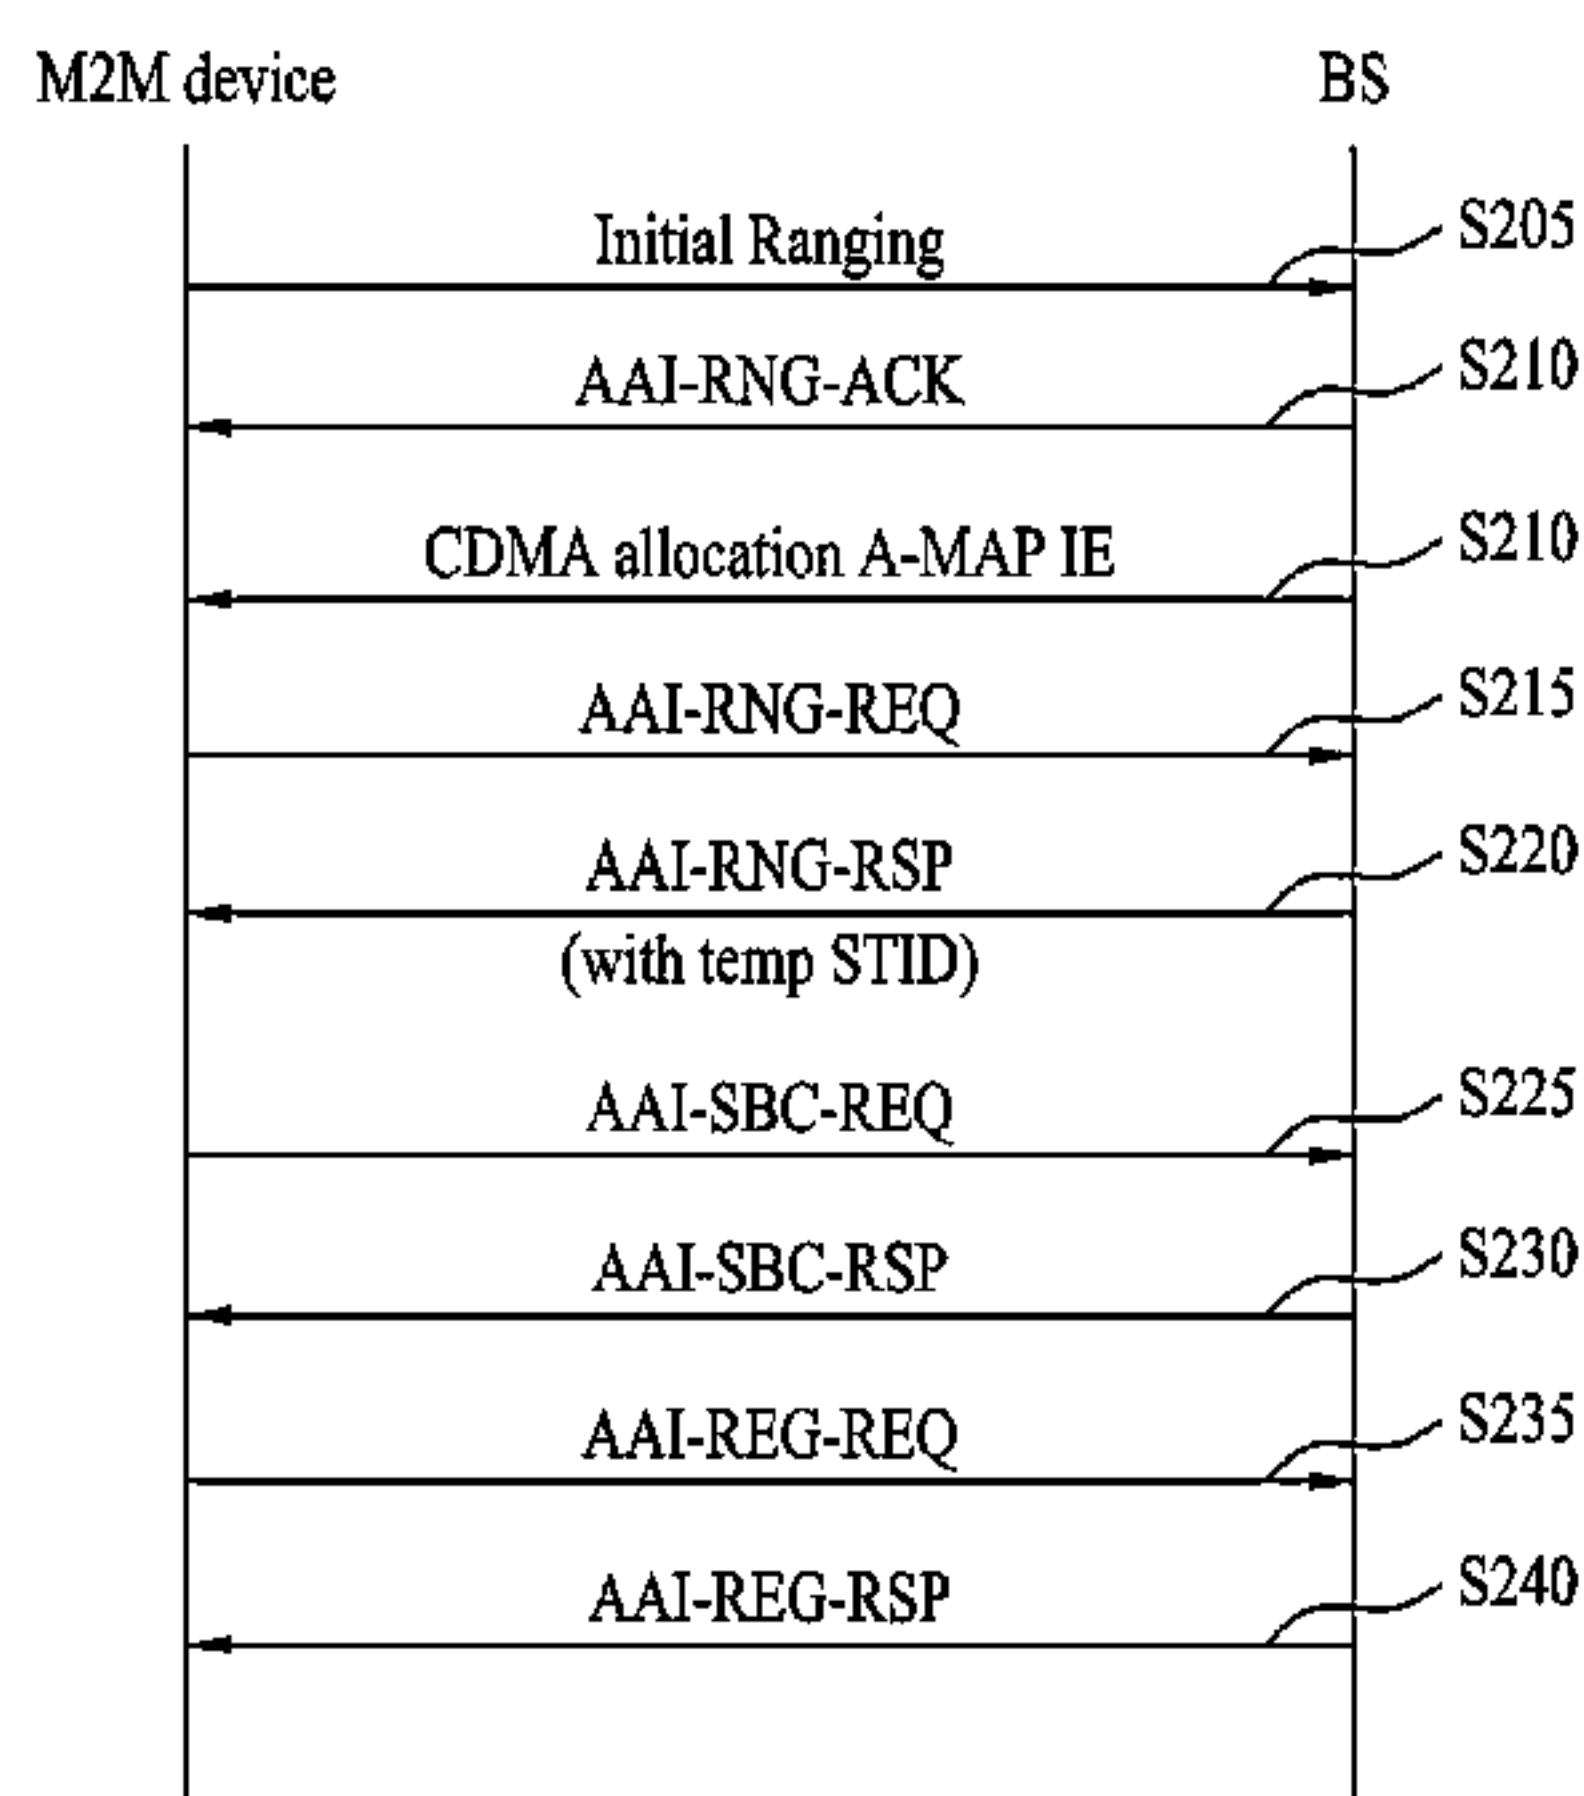 M2M device
BS
Initial Ranging
S205
AAI-RNG-ACK
S210
CDMA allocation A-MAP IE
S210
AAI-RNG-REQ
S215
AAI-RNG-RSP
S220
(with temp STID)
AAI-SBC-REQ
S225
AAI-SBC-RSP
S230
AAI-REG-REQ
S235
AAI-REG-RSP
S240